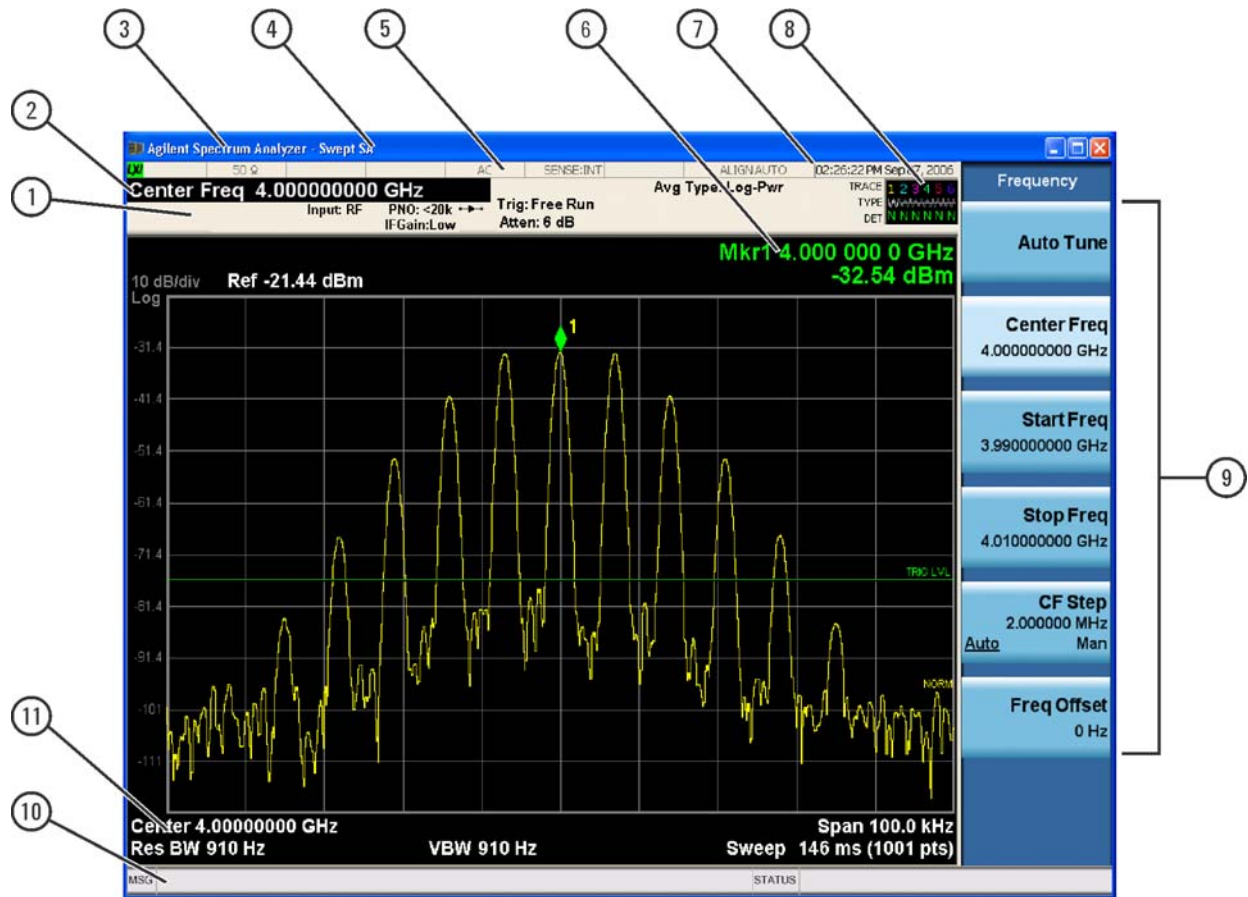 3
4
5
6
7
8
2
1
Agilent Spectrum Analyzer - Swept SA
LXI 50 Ω AC SENSE:INT ALIGN AUTO 02:26:22 PM Sep 07, 2006
Center Freq 4.000000000 GHz
Input: RF
PNO: <20k
IFGain:Low
Trig: Free Run
Atten: 6 dB
Avg Type: Log-Pwr
TRACE 1 2 3 4 5 6
TYPE
DET N N N N N N
Mkr1 4.000 000 0 GHz
-32.54 dBm
10 dB/div Ref -21.44 dBm
Log
1
-31.4
-41.4
-51.4
-61.4
-71.4
TRIG LVL
-81.4
-91.4
NORM
-101
-111
Center 4.00000000 GHz Span 100.0 kHz
Res BW 910 Hz VBW 910 Hz Sweep 146 ms (1001 pts)
MSG STATUS
Frequency
Auto Tune
Center Freq
4.000000000 GHz
Start Freq
3.990000000 GHz
Stop Freq
4.010000000 GHz
CF Step
2.000000 MHz
Auto Man
Freq Offset
0 Hz
9
11
10